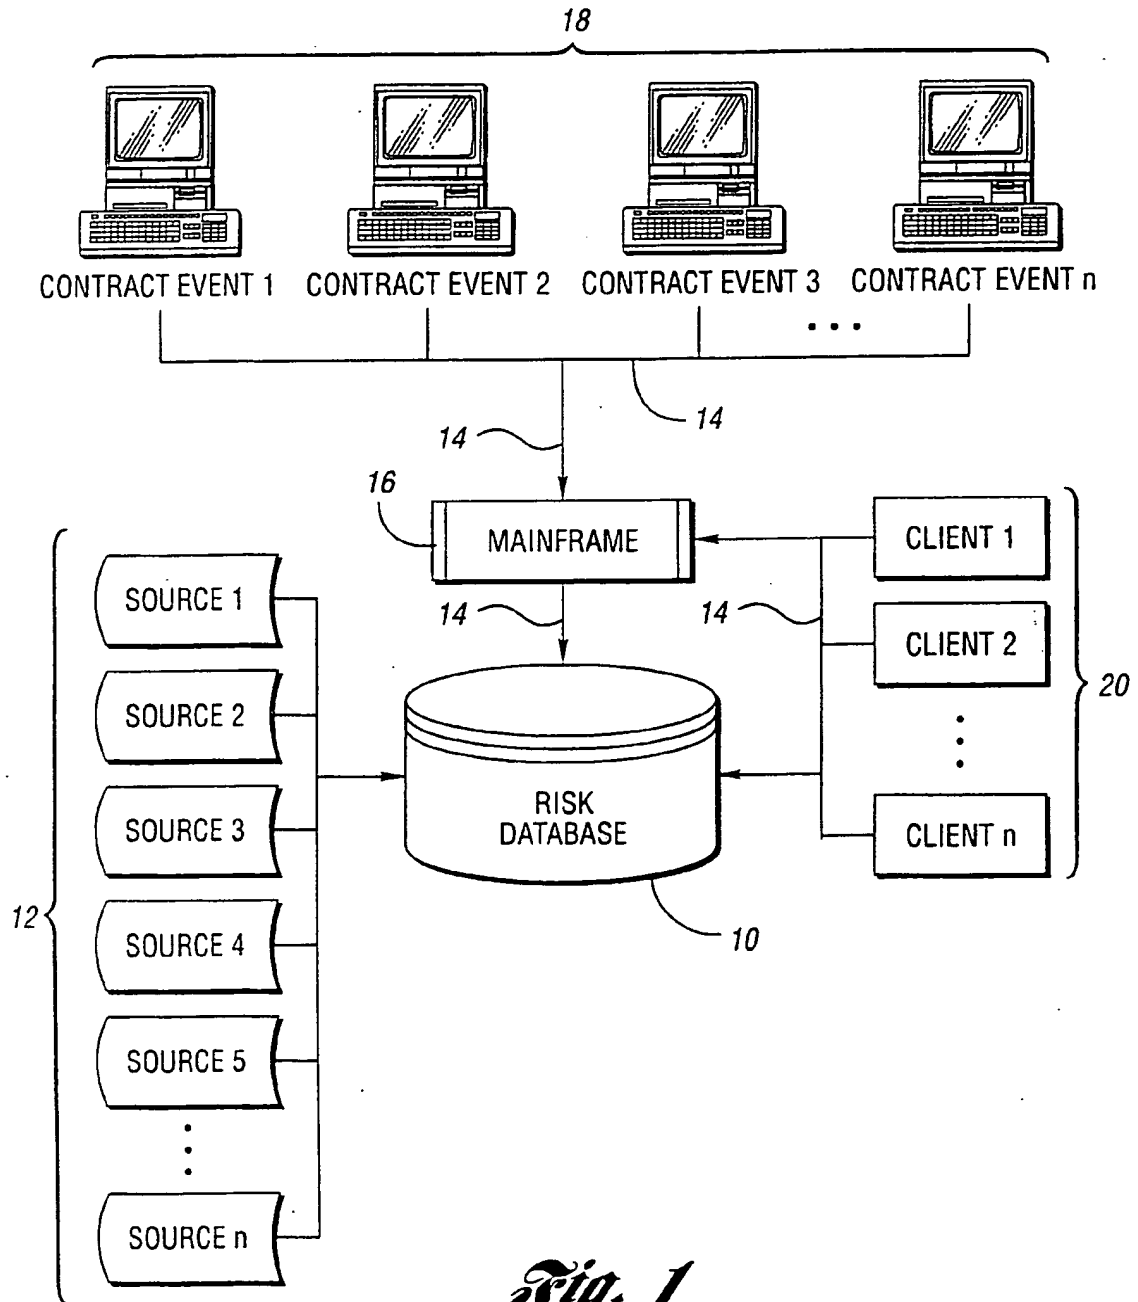 18
CONTRACT EVENT 1
CONTRACT EVENT 2
CONTRACT EVENT 3
CONTRACT EVENT n
14
14
16
MAINFRAME
14
14
CLIENT 1
CLIENT 2
CLIENT n
20
SOURCE 1
SOURCE 2
SOURCE 3
SOURCE 4
SOURCE 5
SOURCE n
12
RISK
DATABASE
10
Fig. 1